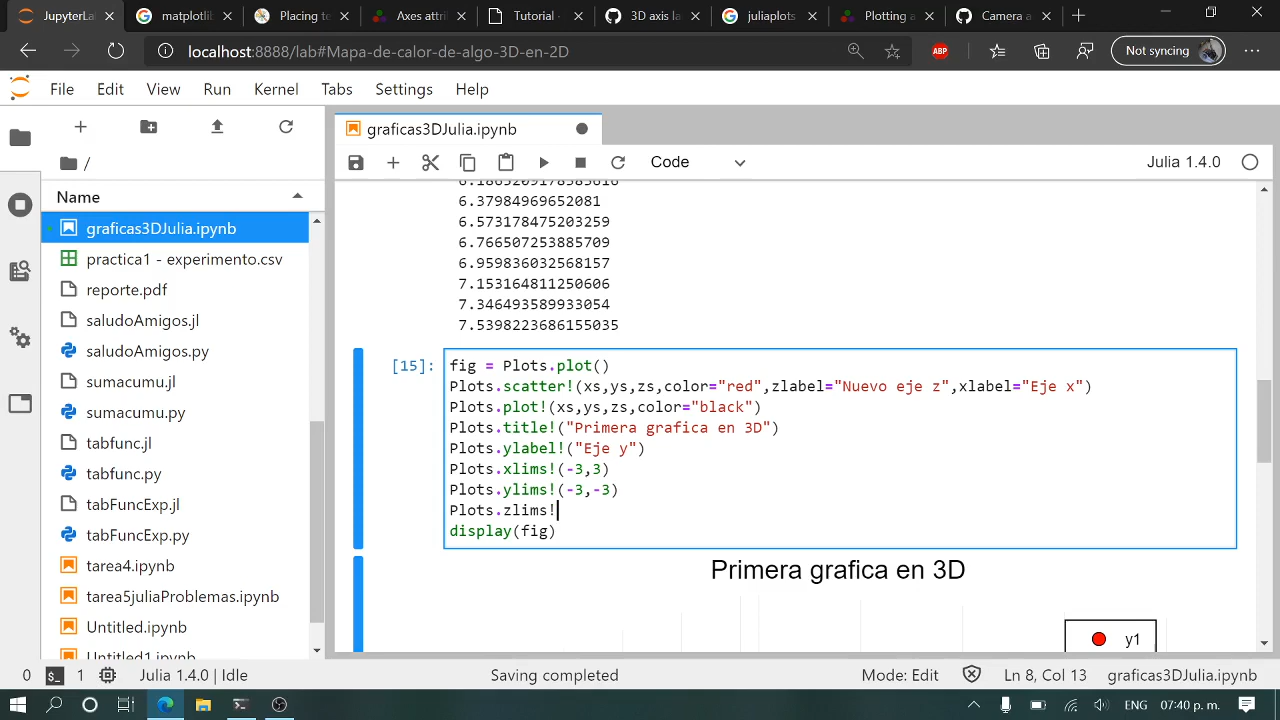 JupyterLa
matplotlib
Placing te
Axes attri
Tutorial -
3D axis la
juliaplots
Plotting a
Camera a
localhost:8888/lab#Mapa-de-calor-de-algo-3D-en-2D
ABP
Not syncing
File Edit View Run Kernel Tabs Settings Help
graficas3DJulia.ipynb
Code
Julia 1.4.0
/
Name
graficas3DJulia.ipynb
practica1 - experimento.csv
reporte.pdf
saludoAmigos.jl
saludoAmigos.py
sumacumu.jl
sumacumu.py
tabfunc.jl
tabfunc.py
tabFuncExp.jl
tabFuncExp.py
tarea4.ipynb
tarea5juliaProblemas.ipynb
Untitled.ipynb
Untitled1.ipynb
6.1865209178585616
6.37984969652081
6.573178475203259
6.766507253885709
6.959836032568157
7.153164811250606
7.346493589933054
7.5398223686155035
[15]:
fig = Plots.plot()
Plots.scatter!(xs,ys,zs,color="red",zlabel="Nuevo eje z",xlabel="Eje x")
Plots.plot!(xs,ys,zs,color="black")
Plots.title!("Primera grafica en 3D")
Plots.ylabel!("Eje y")
Plots.xlims!(-3,3)
Plots.ylims!(-3,-3)
Plots.zlims!
display(fig)
Primera grafica en 3D
y1
0 $_ 1 Julia 1.4.0 | Idle
Saving completed
Mode: Edit
Ln 8, Col 13
graficas3DJulia.ipynb
ENG
07:40 p. m.